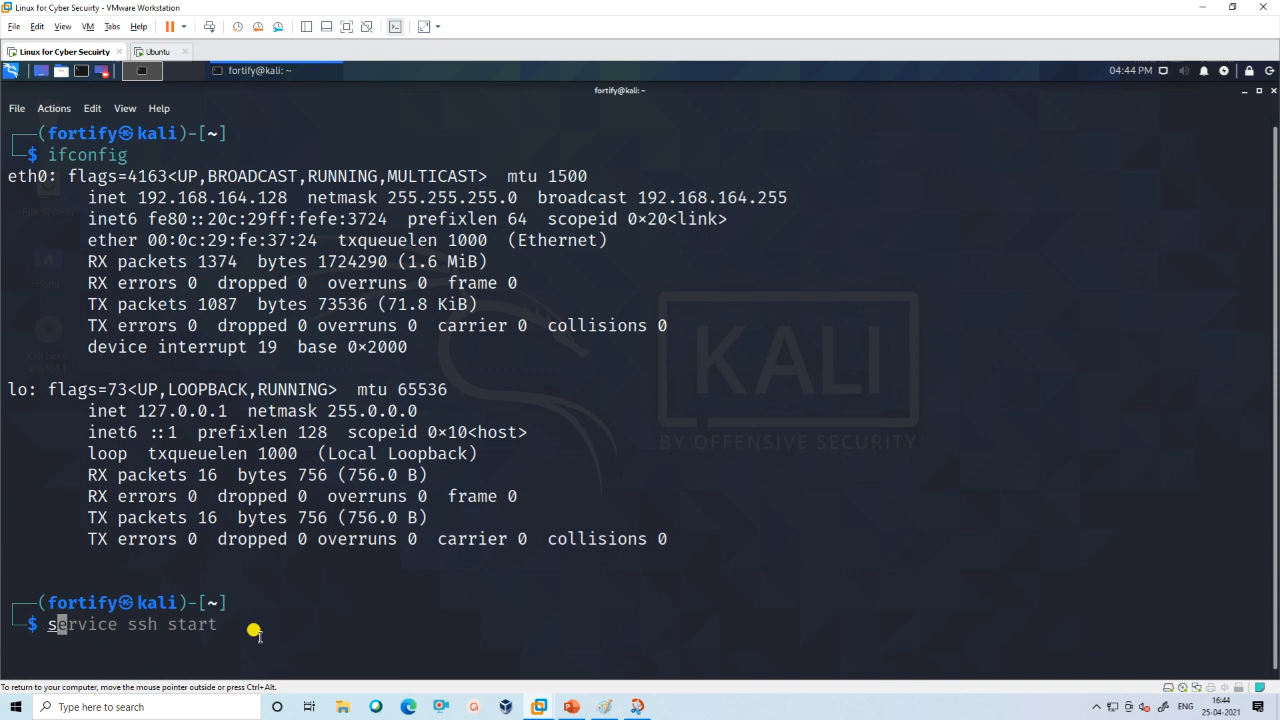 Linux for Cyber Secuirty - VMware Workstation
File Edit View VM Tabs Help
Linux for Cyber Secuirty
Ubuntu
fortify@kali: ~
04:44 PM
fortify@kali: ~
File Actions Edit View Help
(fortify㉿kali)-[~]
$ ifconfig
eth0: flags=4163<UP,BROADCAST,RUNNING,MULTICAST> mtu 1500
inet 192.168.164.128 netmask 255.255.255.0 broadcast 192.168.164.255
inet6 fe80::20c:29ff:fefe:3724 prefixlen 64 scopeid 0×20<link>
ether 00:0c:29:fe:37:24 txqueuelen 1000 (Ethernet)
RX packets 1374 bytes 1724290 (1.6 MiB)
RX errors 0 dropped 0 overruns 0 frame 0
TX packets 1087 bytes 73536 (71.8 KiB)
TX errors 0 dropped 0 overruns 0 carrier 0 collisions 0
device interrupt 19 base 0×2000
lo: flags=73<UP,LOOPBACK,RUNNING> mtu 65536
inet 127.0.0.1 netmask 255.0.0.0
inet6 ::1 prefixlen 128 scopeid 0×10<host>
loop txqueuelen 1000 (Local Loopback)
RX packets 16 bytes 756 (756.0 B)
RX errors 0 dropped 0 overruns 0 frame 0
TX packets 16 bytes 756 (756.0 B)
TX errors 0 dropped 0 overruns 0 carrier 0 collisions 0
(fortify㉿kali)-[~]
$ service ssh start
File System
Home
KALI
BY OFFENSIVE SECURITY
To return to your computer, move the mouse pointer outside or press Ctrl+Alt.
Type here to search
ENG
16:44
25-04-2021